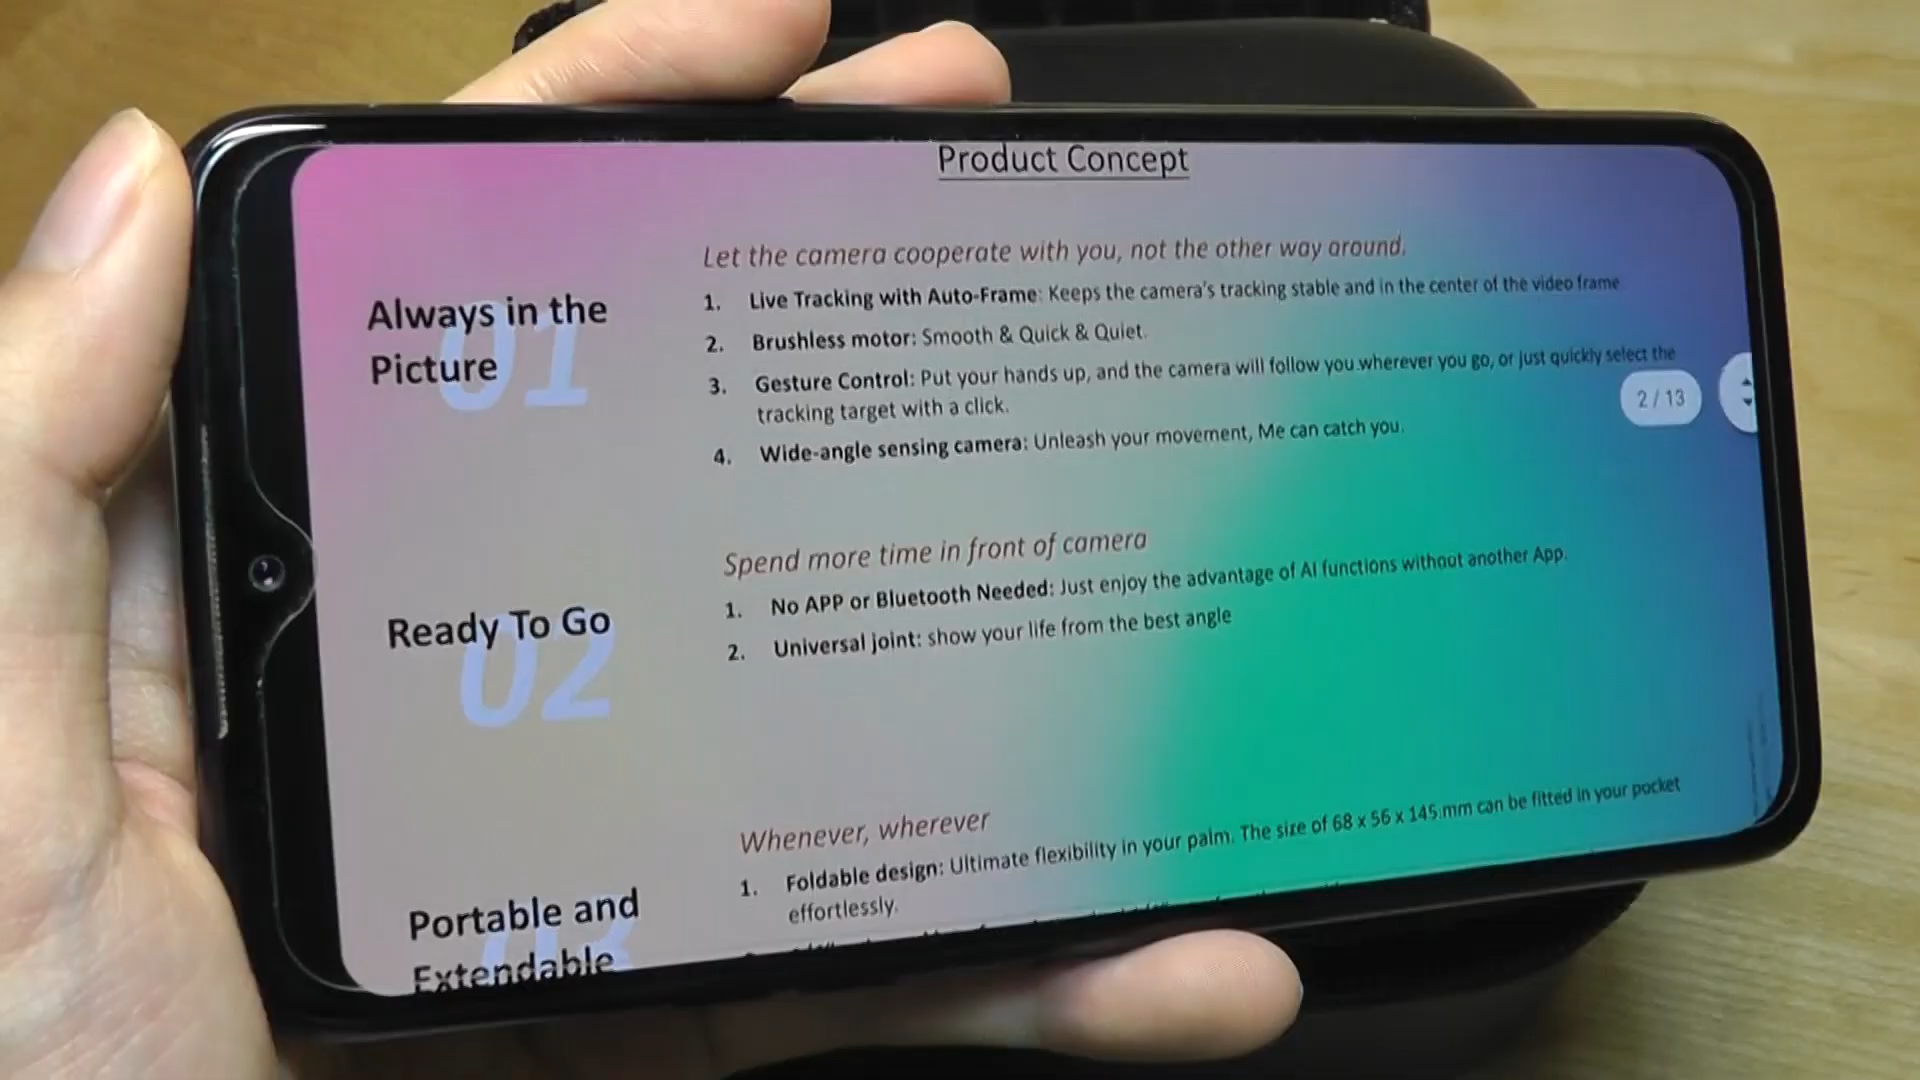 Product Concept
Always in the
Picture
01
Let the camera cooperate with you, not the other way around.
1. Live Tracking with Auto-Frame: Keeps the camera's tracking stable and in the center of the video frame
2. Brushless motor: Smooth & Quick & Quiet.
3. Gesture Control: Put your hands up, and the camera will follow you wherever you go, or just quickly select the
tracking target with a click.
4. Wide-angle sensing camera: Unleash your movement, Me can catch you.
2 / 13
Ready To Go
02
Spend more time in front of camera
1. No APP or Bluetooth Needed: Just enjoy the advantage of AI functions without another App.
2. Universal joint: show your life from the best angle
Portable and
Extendable
03
Whenever, wherever
1. Foldable design: Ultimate flexibility in your palm. The size of 68 x 56 x 145 mm can be fitted in your pocket
effortlessly.